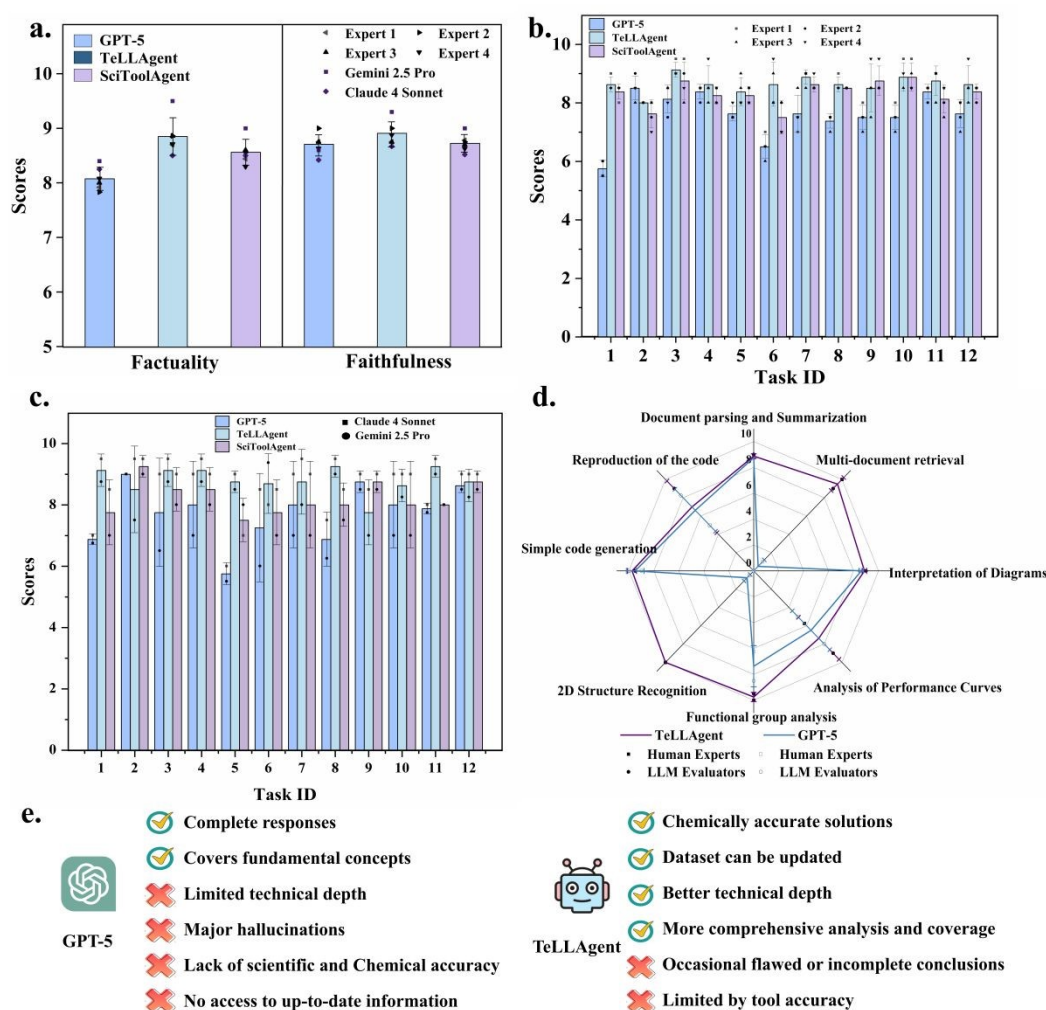 a.
GPT-5
TeLLAgent
SciToolAgent
Expert 1 Expert 2
Expert 3 Expert 4
Gemini 2.5 Pro
Claude 4 Sonnet
Scores
10
9
8
7
6
5
Factuality Faithfulness
b.
GPT-5
TeLLAgent
SciToolAgent
Expert 1 Expert 2
Expert 3 Expert 4
Scores
10
8
6
4
2
0
1 2 3 4 5 6 7 8 9 10 11 12
Task ID
c.
GPT-5
TeLLAgent
SciToolAgent
Claude 4 Sonnet
Gemini 2.5 Pro
Scores
10
8
6
4
2
0
1 2 3 4 5 6 7 8 9 10 11 12
Task ID
d.
Document parsing and Summarization
Reproduction of the code
Multi-document retrieval
Simple code generation
Interpretation of Diagrams
2D Structure Recognition
Analysis of Performance Curves
Functional group analysis
10
8
6
4
2
0
TeLLAgent GPT-5
Human Experts Human Experts
LLM Evaluators LLM Evaluators
e.
GPT-5
Complete responses
Covers fundamental concepts
Limited technical depth
Major hallucinations
Lack of scientific and Chemical accuracy
No access to up-to-date information
TeLLAgent
Chemically accurate solutions
Dataset can be updated
Better technical depth
More comprehensive analysis and coverage
Occasional flawed or incomplete conclusions
Limited by tool accuracy